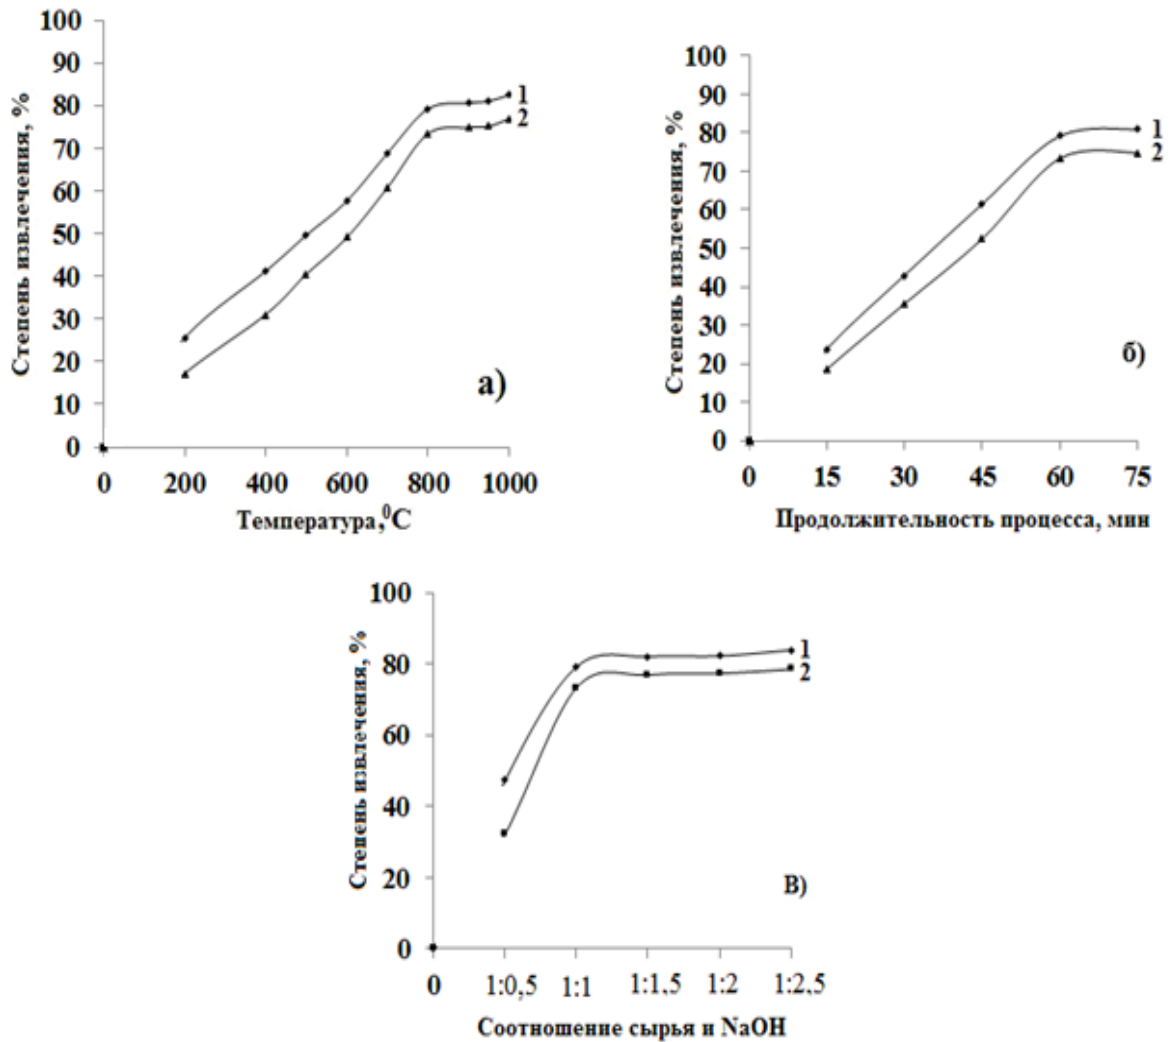 Степень извлечения, %
100
90
80
70
60
50
40
30
20
10
0
1
2
а)
0 200 400 600 800 1000
Температура,⁰С
Степень извлечения, %
100
90
80
70
60
50
40
30
20
10
0
1
2
б)
0 15 30 45 60 75
Продолжительность процесса, мин
Степень извлечения, %
100
80
60
40
20
0
1
2
В)
0 1:0,5 1:1 1:1,5 1:2 1:2,5
Соотношение сырья и NaOH